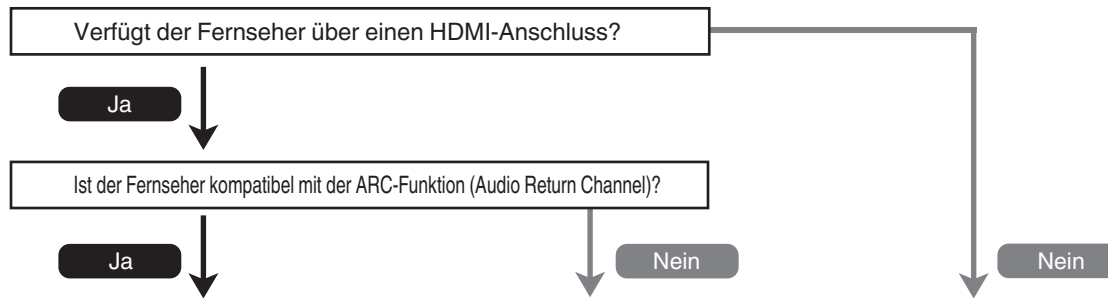 Verfügt der Fernseher über einen HDMI-Anschluss?
Ja
Ist der Fernseher kompatibel mit der ARC-Funktion (Audio Return Channel)?
Ja
Nein
Nein